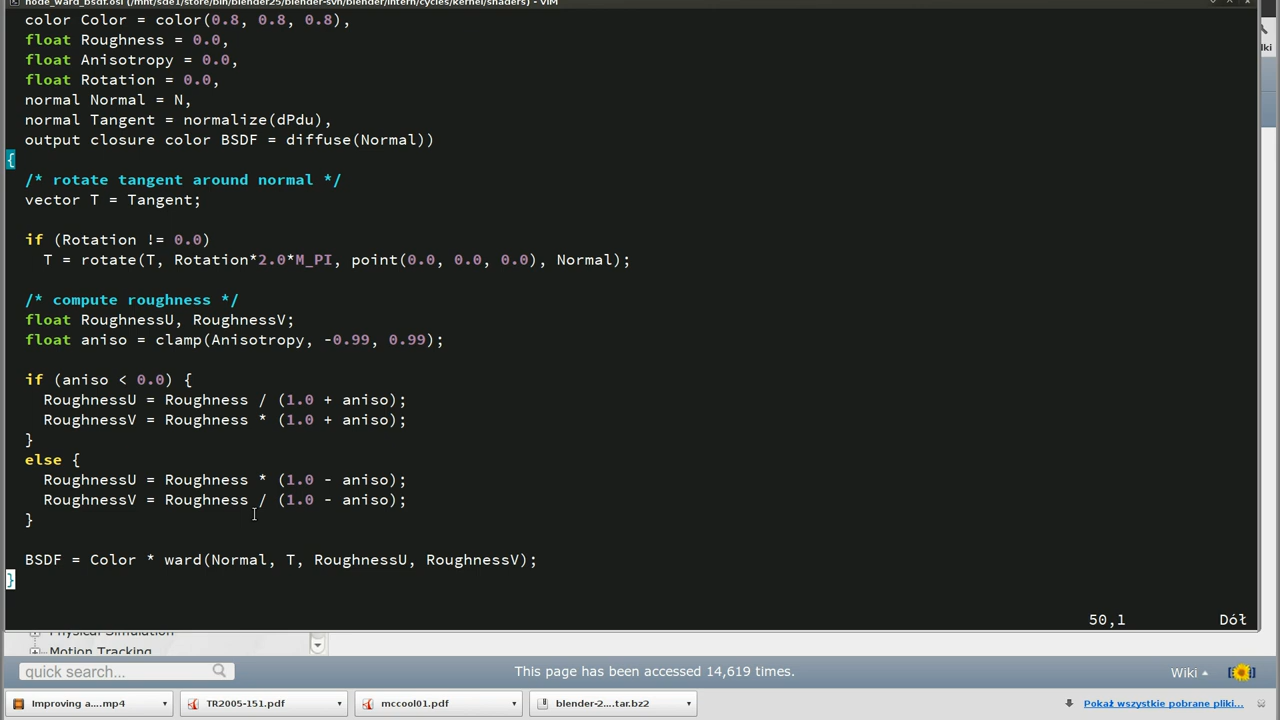 node_ward_bsdf.osl (/mnt/sde1/store/bin/blender25/blender-svn/blender/intern/cycles/kernel/shaders) - VIM
color Color = color(0.8, 0.8, 0.8),
float Roughness = 0.0,
float Anisotropy = 0.0,
float Rotation = 0.0,
normal Normal = N,
normal Tangent = normalize(dPdu),
output closure color BSDF = diffuse(Normal))
{
/* rotate tangent around normal */
vector T = Tangent;
if (Rotation != 0.0)
T = rotate(T, Rotation*2.0*M_PI, point(0.0, 0.0, 0.0), Normal);
/* compute roughness */
float RoughnessU, RoughnessV;
float aniso = clamp(Anisotropy, -0.99, 0.99);
if (aniso < 0.0) {
RoughnessU = Roughness / (1.0 + aniso);
RoughnessV = Roughness * (1.0 + aniso);
}
else {
RoughnessU = Roughness * (1.0 - aniso);
RoughnessV = Roughness / (1.0 - aniso);
}
BSDF = Color * ward(Normal, T, RoughnessU, RoughnessV);
}
50,1 Dół
Physical Simulation
Motion Tracking
quick search...
This page has been accessed 14,619 times.
Wiki
Improving a....mp4
TR2005-151.pdf
mccool01.pdf
blender-2....tar.bz2
Pokaż wszystkie pobrane pliki...